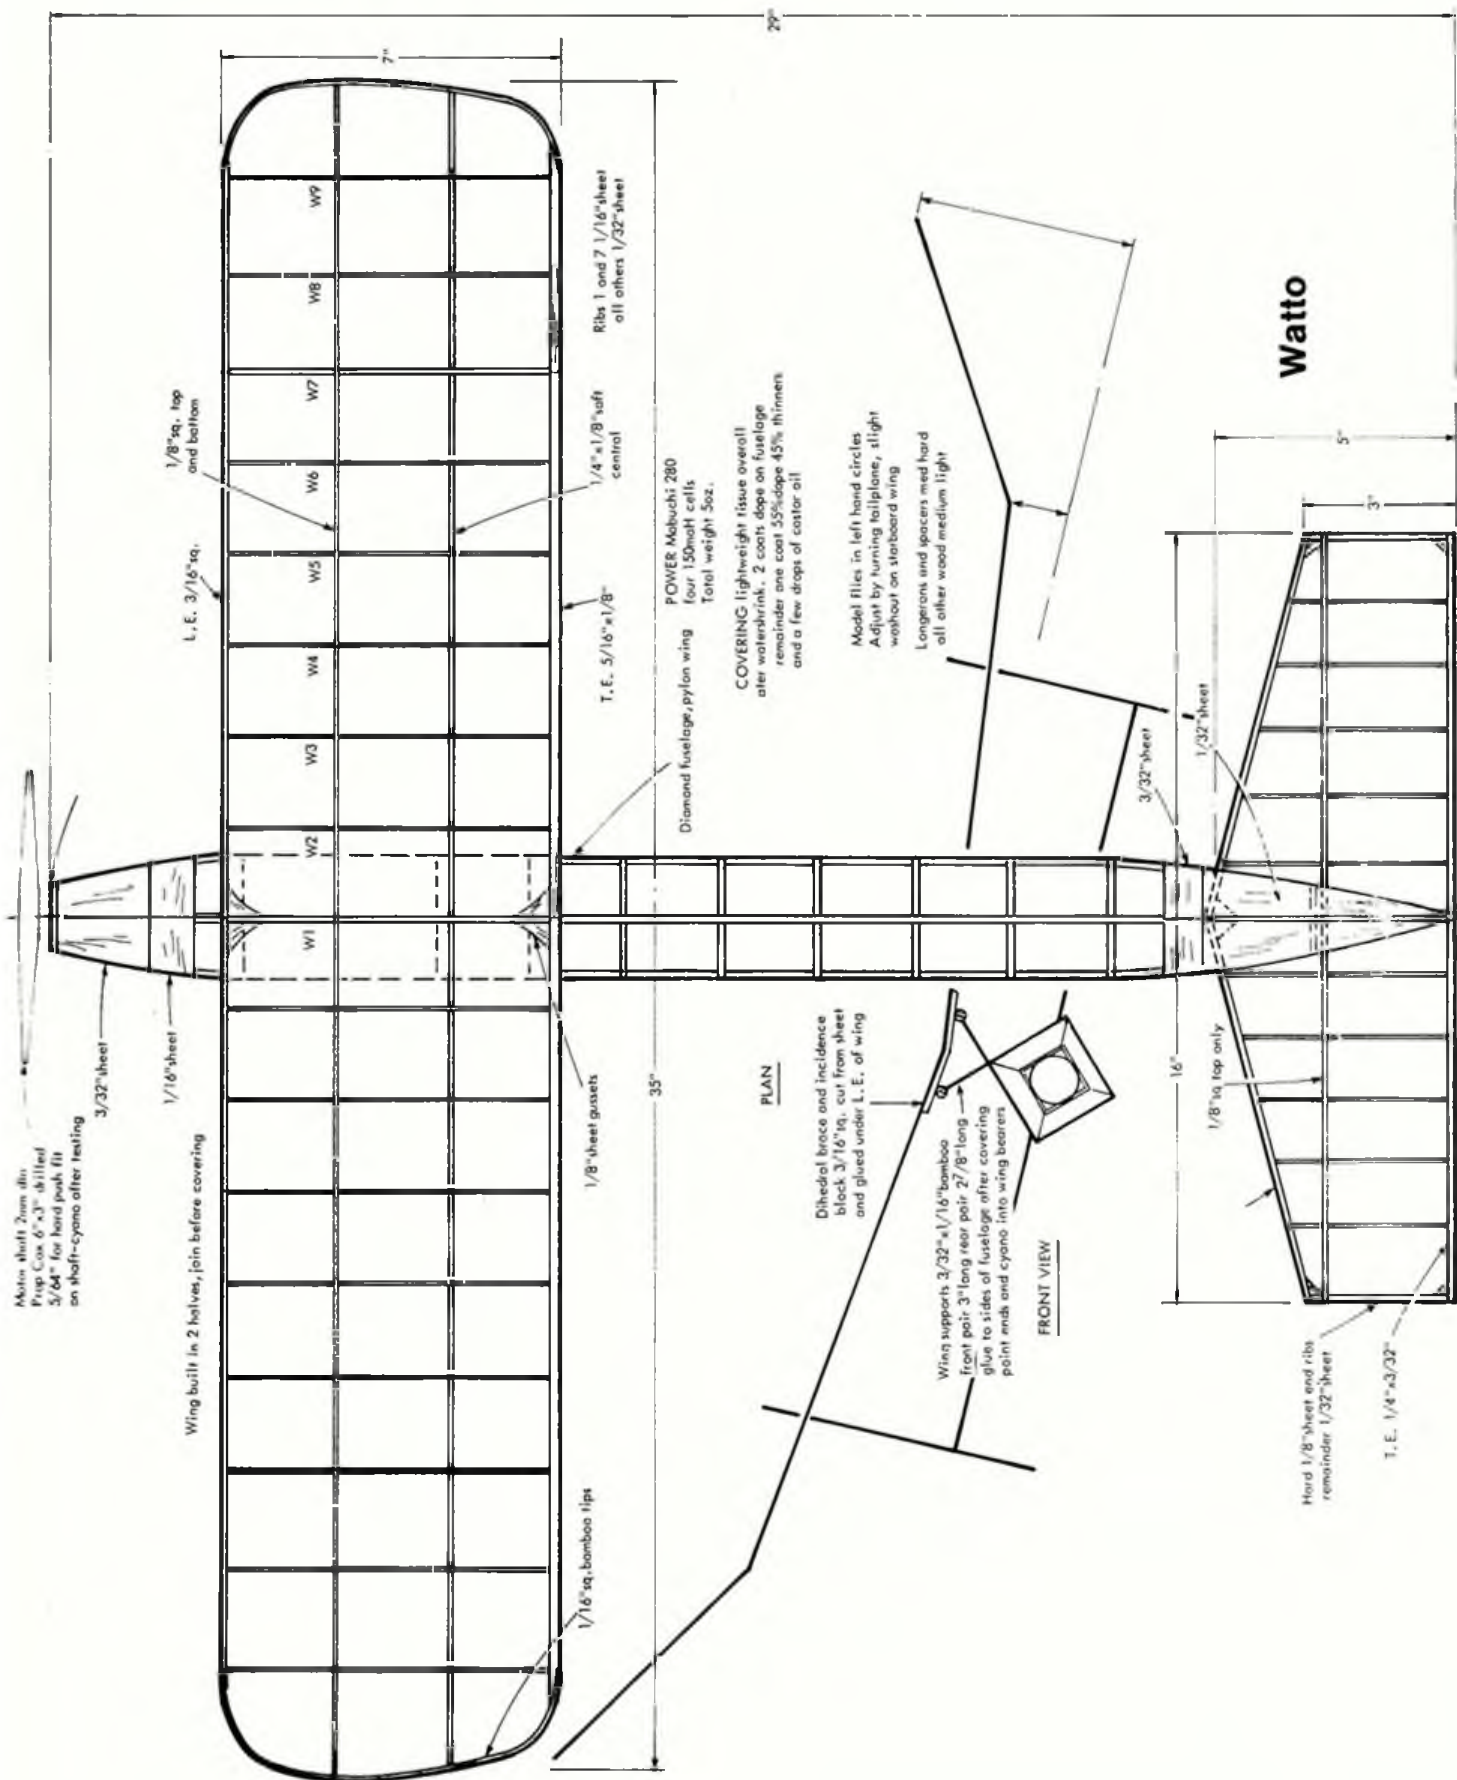 29"
7"
Motor shaft 2mm dia
Prop Cox 6"x3" drilled
5/64" for hard push fit
on shaft-cyano after testing
3/32"sheet
1/16"sheet
Wing built in 2 halves, join before covering
L.E. 3/16"sq.
1/8"sq. top
and bottom
W1
W2
W3
W4
W5
W6
W7
W8
W9
Ribs 1 and 7 1/16"sheet
all others 1/32"sheet
1/4"x1/8"soft
central
T.E. 5/16"x1/8"
1/8"sheet gussets
1/16"sq. bamboo tips
35"
POWER Mabuchi 280
four 150maH cells
Total weight 5oz.
Diamond fuselage, pylon wing
COVERING lightweight tissue overall
ater watershrink. 2 coats dope on fuselage
remainder one coat 55%dope 45% thinners
and a few drops of castor oil
Model flies in left hand circles
Adjust by turning tailplane, slight
washout on starboard wing
Longerons and spacers med hard
all other wood medium light
PLAN
Dihedral brace and incidence
block 3/16"sq. cut from sheet
and glued under L.E. of wing
Wing supports 3/32"x1/16"bamboo
front pair 3"long rear pair 2⅞"long
glue to sides of fuselage after covering
point ends and cyano into wing bearers
FRONT VIEW
3/32"sheet
1/32"sheet
Watto
5"
3"
16"
1/8"sq top only
Hard 1/8"sheet end ribs
remainder 1/32"sheet
T.E. 1/4"x3/32"